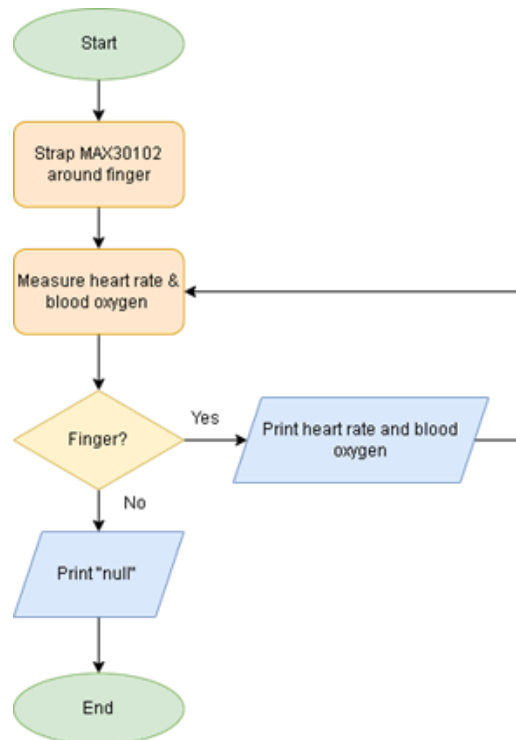 Start
Strap MAX30102
around finger
Measure heart rate &
blood oxygen
Finger?
Yes
Print heart rate and blood
oxygen
No
Print "null"
End